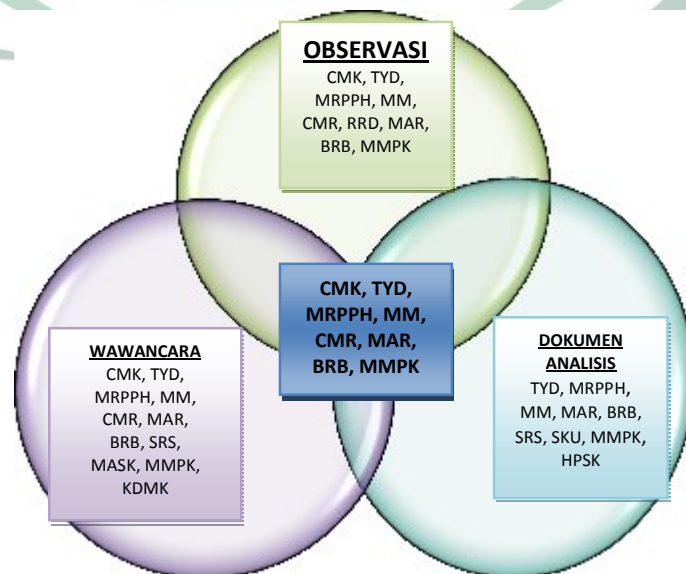 OBSERVASI
CMK, TYD,
MRPPH, MM,
CMR, RRD, MAR,
BRB, MMPK
CMK, TYD,
MRPPH, MM,
CMR, MAR,
BRB, MMPK
WAWANCARA
CMK, TYD,
MRPPH, MM,
CMR, MAR,
BRB, SRS,
MASK, MMPK,
KDMK
DOKUMEN
ANALISIS
TYD, MRPPH,
MM, MAR, BRB,
SRS, SKU, MMPK,
HPSK